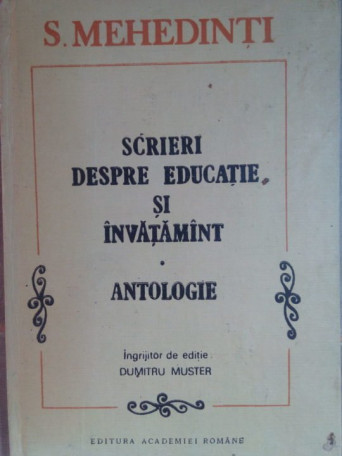 S. MEHEDINȚI
SCRIERI
DESPRE EDUCAȚIE
ȘI
ÎNVĂȚĂMÎNT
•
ANTOLOGIE
Îngrijitor de ediție:
DUMITRU MUSTER
EDITURA ACADEMIEI ROMÂNE